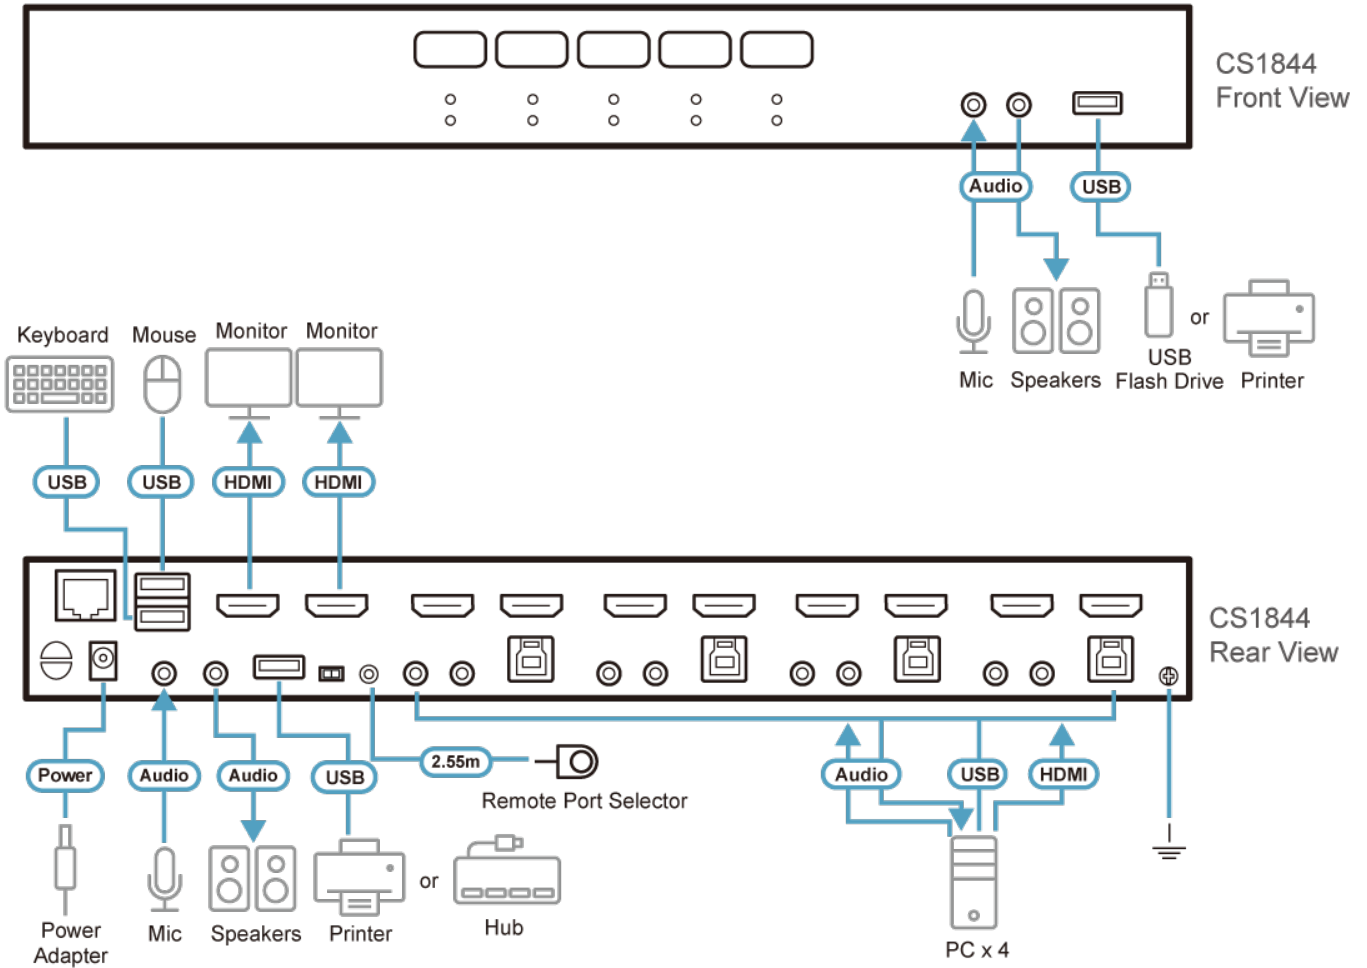 CS1844
Front View
Audio
USB
Mic
Speakers
USB
Flash Drive
or
Printer
Keyboard
Mouse
Monitor
Monitor
USB
USB
HDMI
HDMI
CS1844
Rear View
Power
Audio
Audio
USB
2.55m
Remote Port Selector
Audio
USB
HDMI
Power
Adapter
Mic
Speakers
Printer
or
Hub
PC x 4